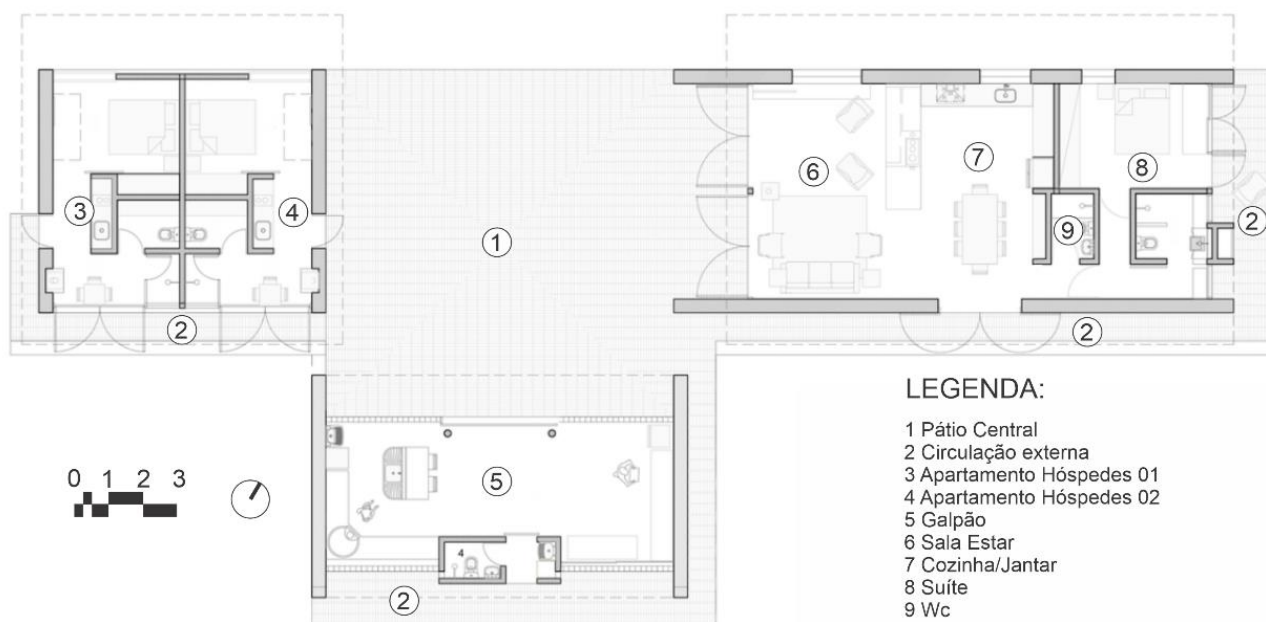 3
4
2
1
6
7
8
9
2
2
5
4
2
0 1 2 3
LEGENDA:
1 Pátio Central
2 Circulação externa
3 Apartamento Hóspedes 01
4 Apartamento Hóspedes 02
5 Galpão
6 Sala Estar
7 Cozinha/Jantar
8 Suíte
9 Wc